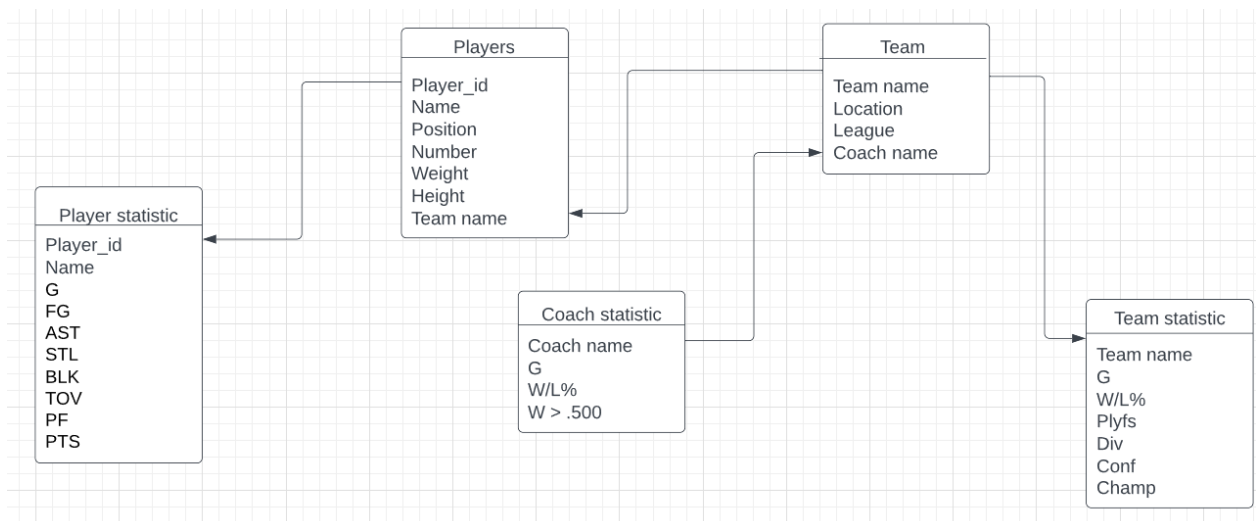 Players
Player_id
Name
Position
Number
Weight
Height
Team name
Team
Team name
Location
League
Coach name
Player statistic
Player_id
Name
G
FG
AST
STL
BLK
TOV
PF
PTS
Coach statistic
Coach name
G
W/L%
W > .500
Team statistic
Team name
G
W/L%
Plyfs
Div
Conf
Champ